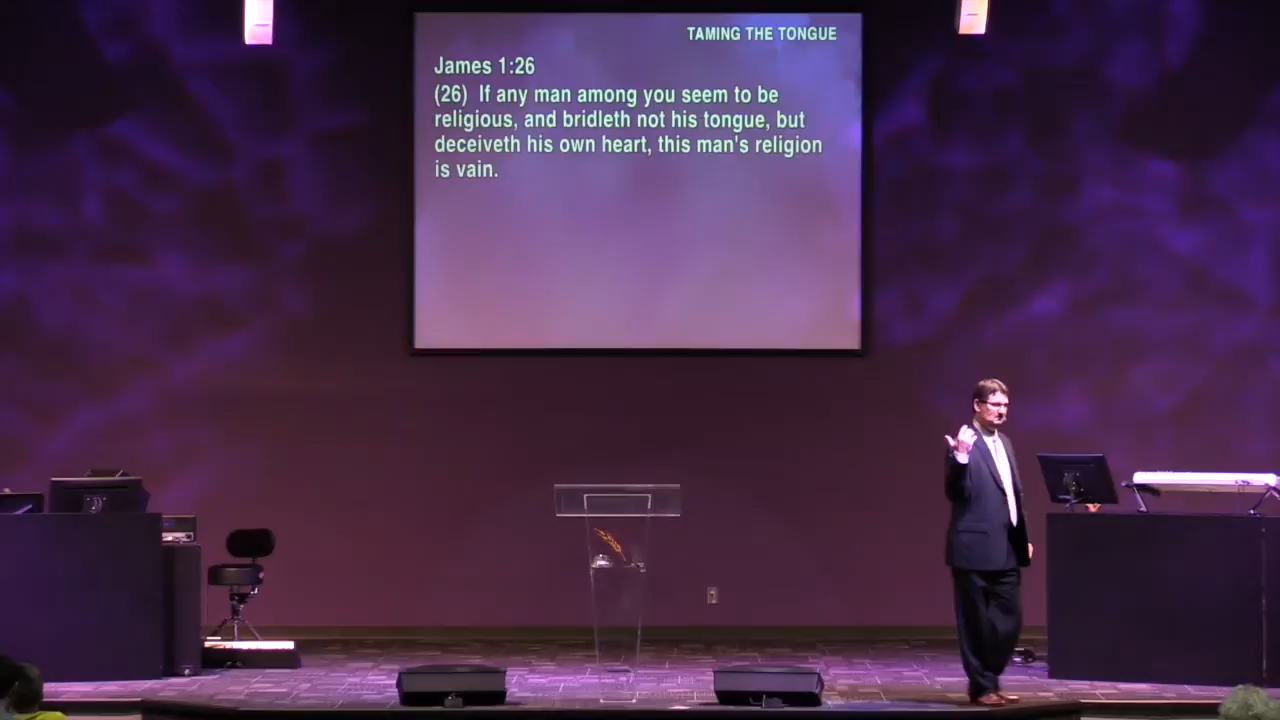 TAMING THE TONGUE
James 1:26
(26) If any man among you seem to be
religious, and bridleth not his tongue, but
deceiveth his own heart, this man's religion
is vain.